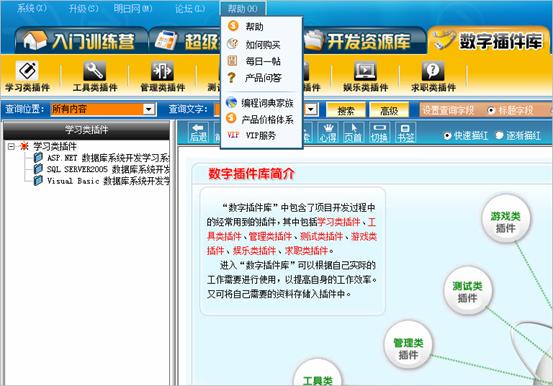 系统(X) 升级(S) 明日网(W) 论坛(L) 帮助(H)
入门训练营 超级 开发资源库 数字插件库
帮助
如何购买
每日一帖
产品问答
编程词典家族
产品价格体系
VIP VIP服务
学习类插件 工具类插件 管理类插件 测试 插件 娱乐类插件 求职类插件
查询位置: 所有内容 查询文字: 搜索 高级 设置查询字段 标题字段
学习类插件
后退 心得 页首 切换 书签 快速描红 逐渐描红
学习类插件
ASP.NET 数据库系统开发学习系
SQL SERVER2005 数据库系统开发
Visual Basic 数据库系统开发学
数字插件库简介
“数字插件库”中包含了项目开发过程中
的经常用到的插件,其中包括学习类插件、工
具类插件、管理类插件、测试类插件、游戏类
插件、娱乐类插件、求职类插件。
进入“数字插件库”可以根据自己实际的
工作需要进行使用,以提高自身的工作效率。
又可将自己需要的资料存储入插件中。
游戏类
插件
测试类
插件
管理类
插件
工具类